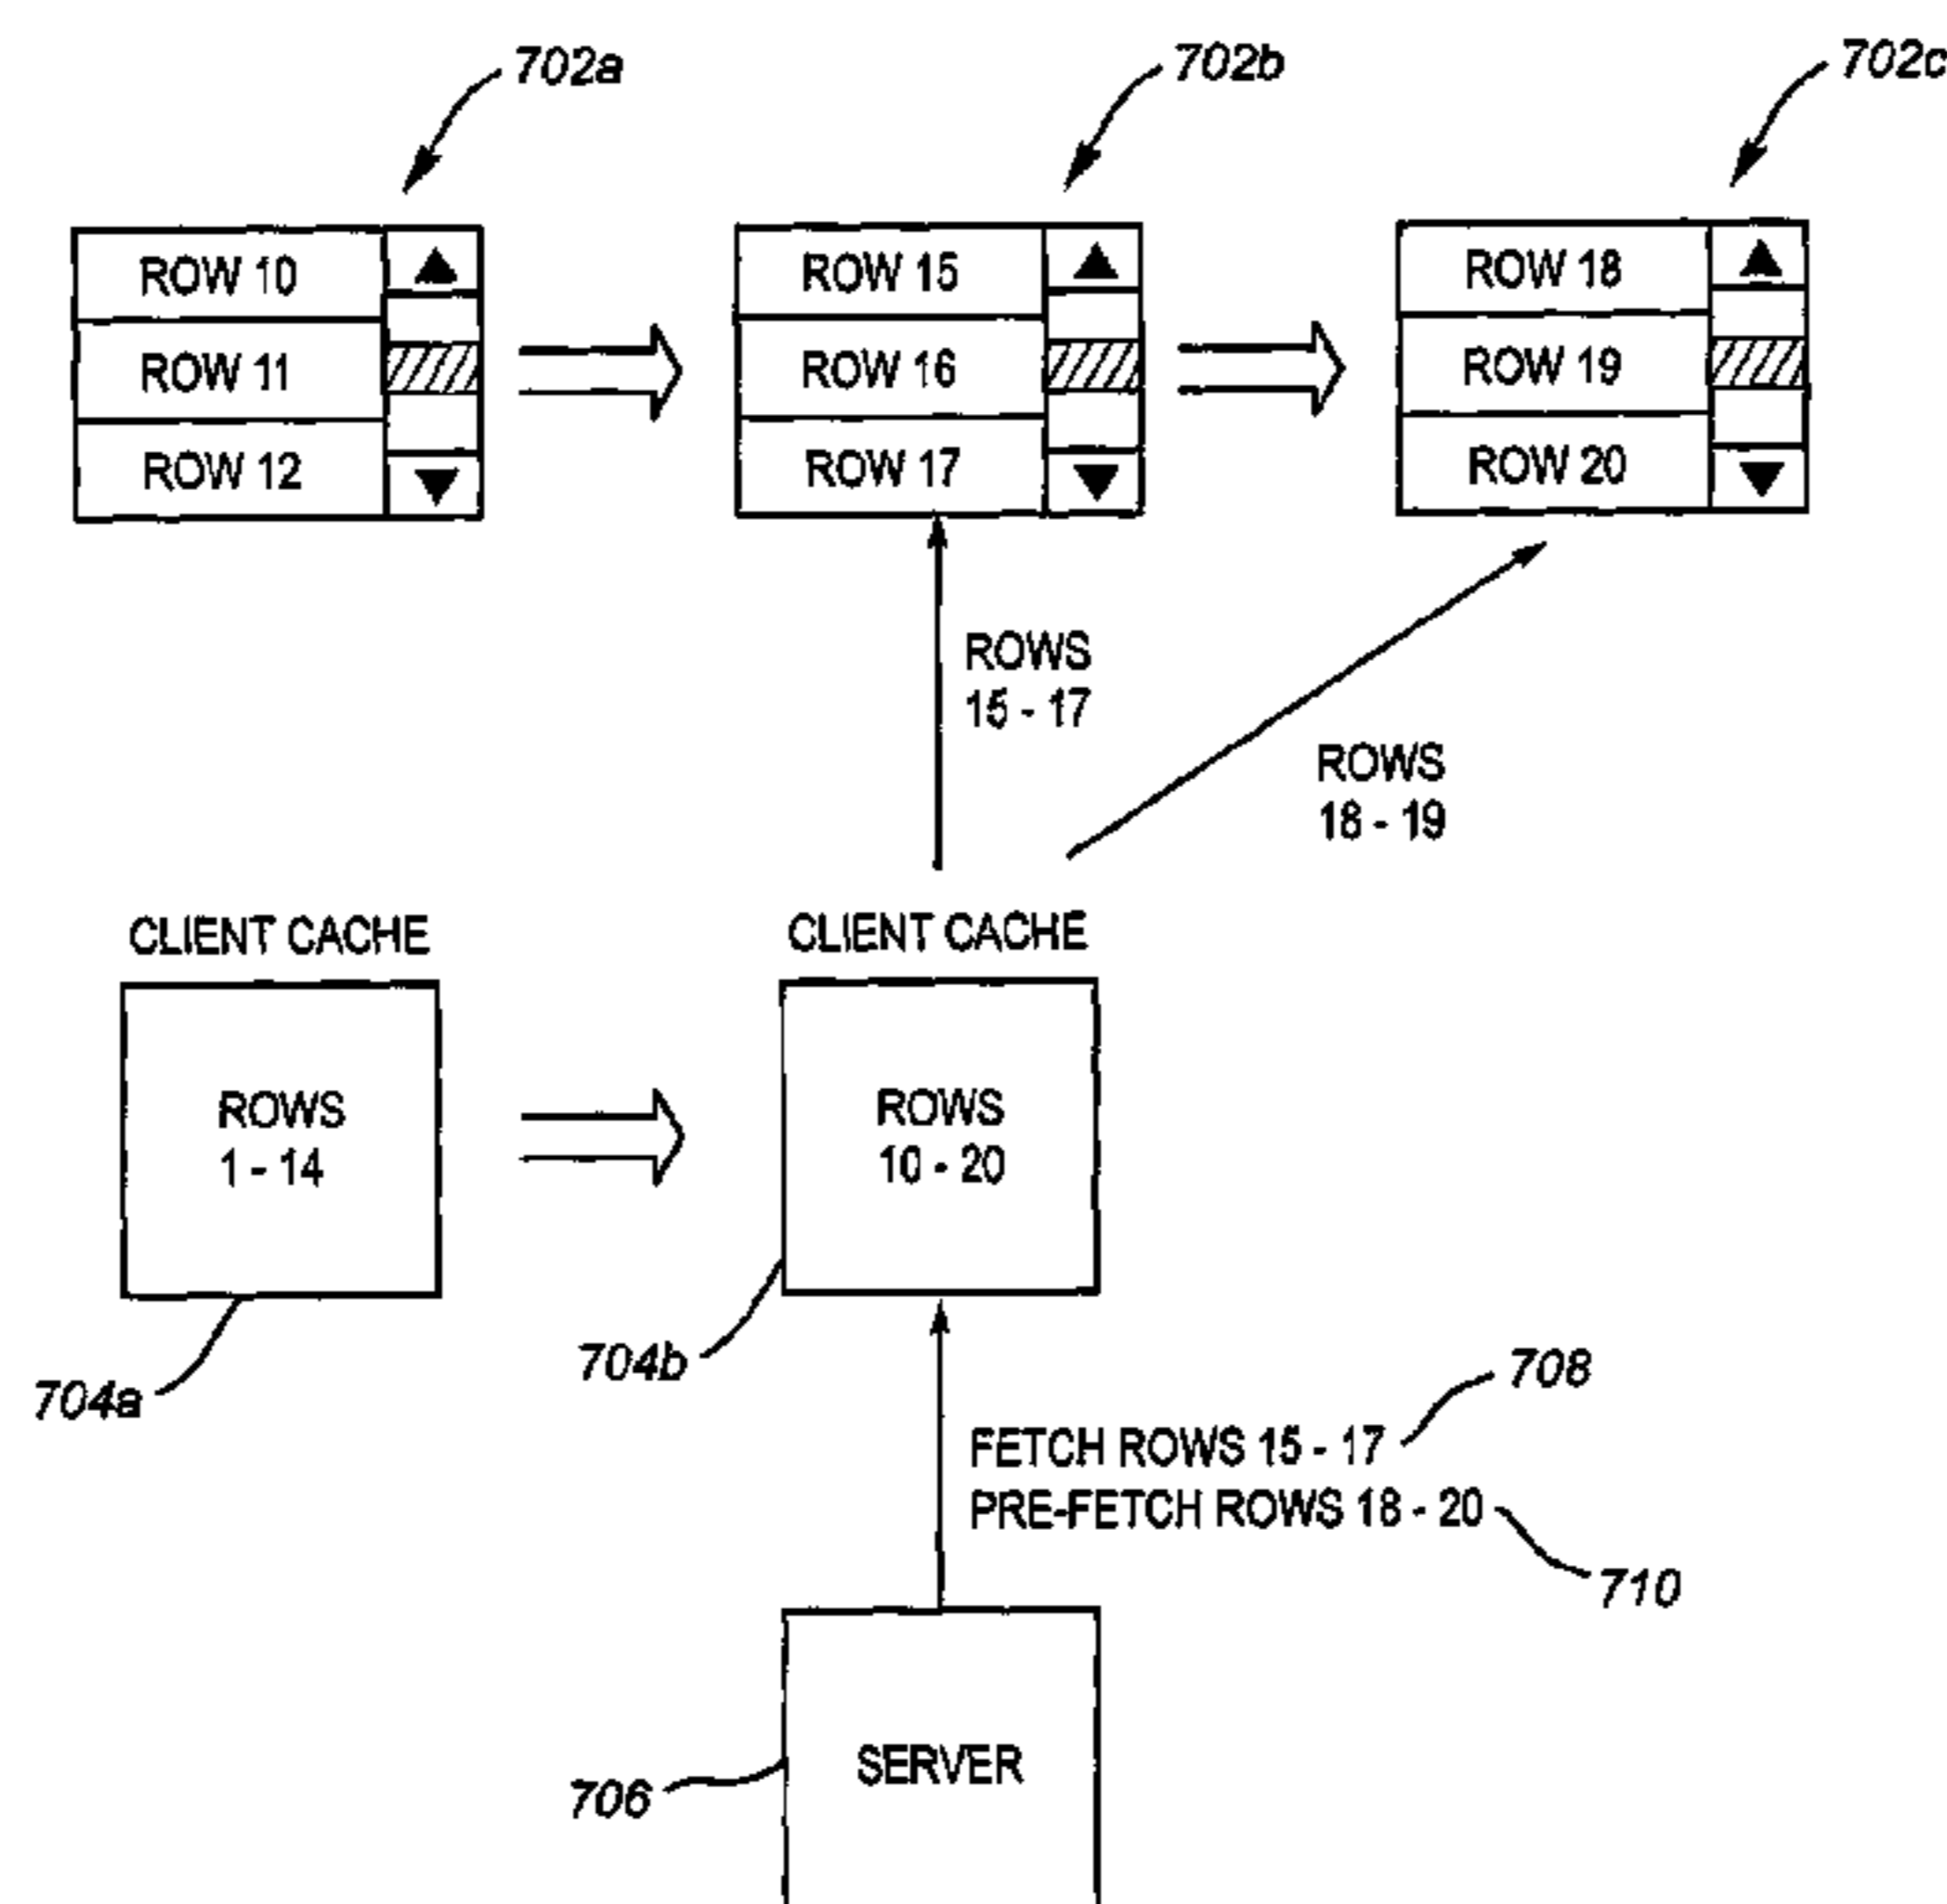 702a
702b
702c
ROW 10
ROW 11
ROW 12
ROW 15
ROW 16
ROW 17
ROW 18
ROW 19
ROW 20
ROWS
15 - 17
ROWS
18 - 19
CLIENT CACHE
ROWS
1 - 14
704a
CLIENT CACHE
ROWS
10 - 20
704b
708
FETCH ROWS 15 - 17
PRE-FETCH ROWS 18 - 20
710
SERVER
706